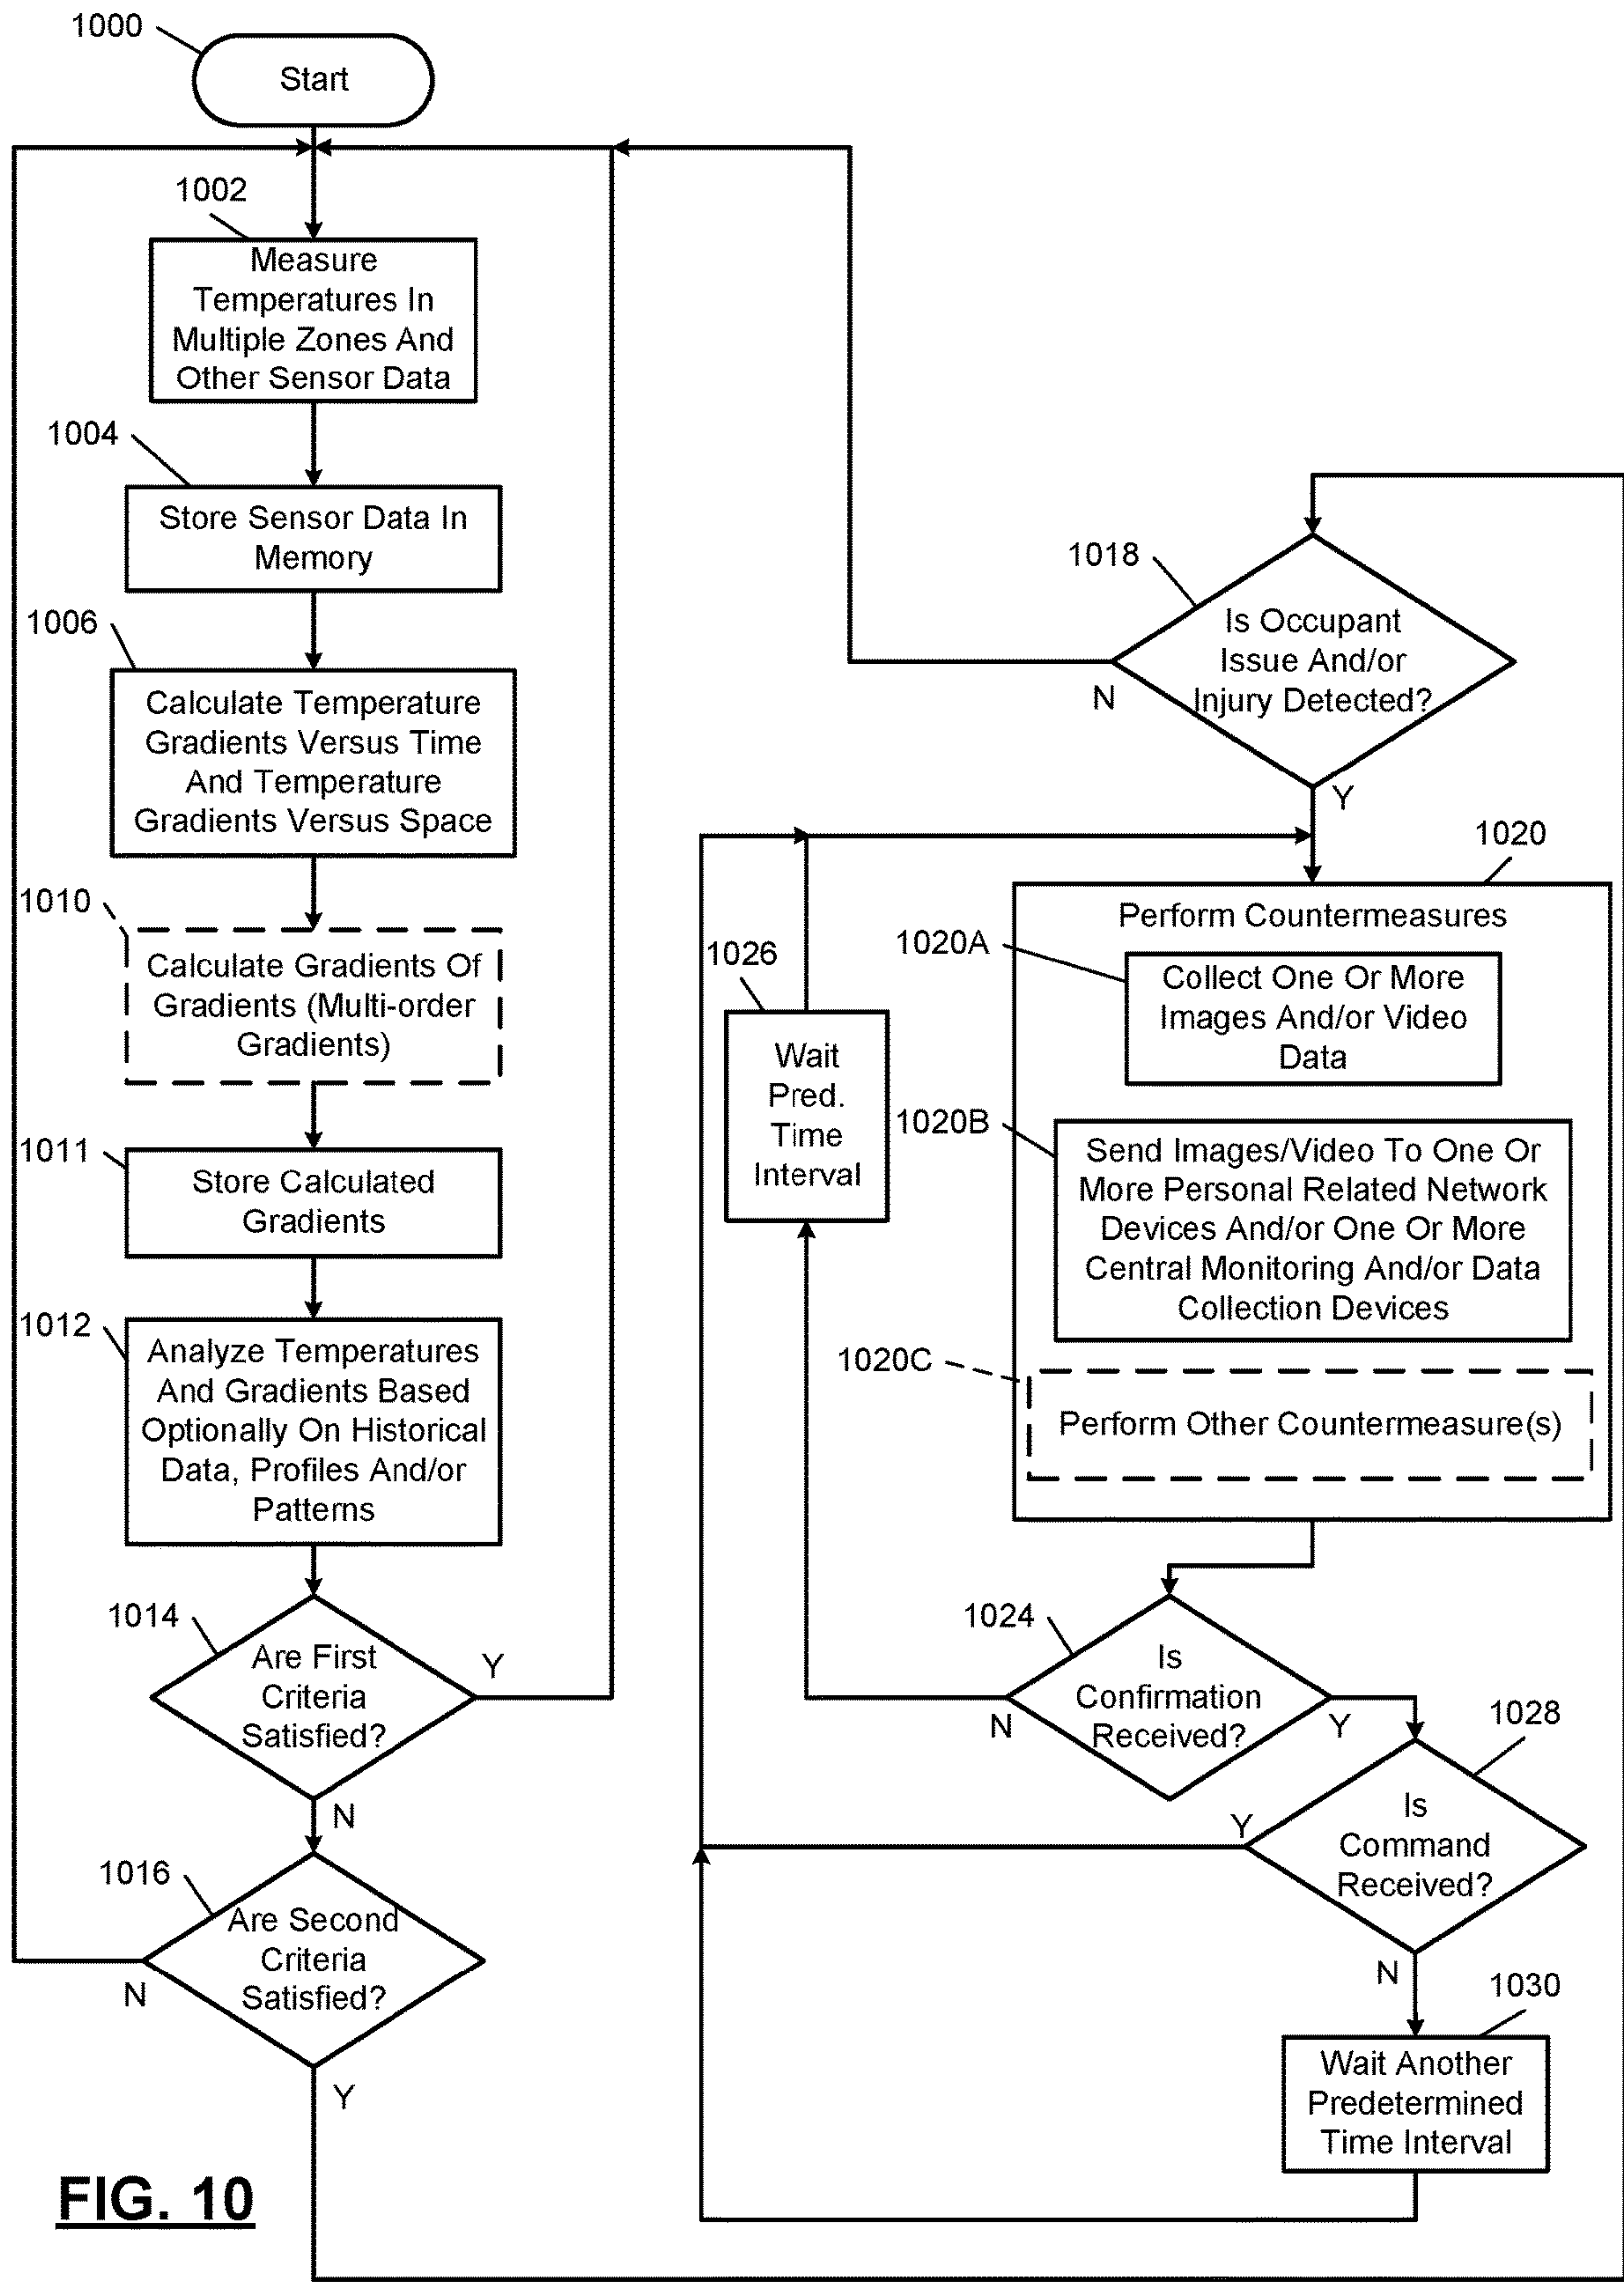 1000
Start
1002
Measure
Temperatures In
Multiple Zones And
Other Sensor Data
1004
Store Sensor Data In
Memory
1006
Calculate Temperature
Gradients Versus Time
And Temperature
Gradients Versus Space
1010
Calculate Gradients Of
Gradients (Multi-order
Gradients)
1011
Store Calculated
Gradients
1012
Analyze Temperatures
And Gradients Based
Optionally On Historical
Data, Profiles And/or
Patterns
1014
Are First
Criteria
Satisfied?
Y
N
1016
Are Second
Criteria
Satisfied?
N
Y
1018
Is Occupant
Issue And/or
Injury Detected?
N
Y
1020
Perform Countermeasures
1020A
Collect One Or More
Images And/or Video
Data
1020B
Send Images/Video To One Or
More Personal Related Network
Devices And/or One Or More
Central Monitoring And/or Data
Collection Devices
1020C
Perform Other Countermeasure(s)
1026
Wait
Pred.
Time
Interval
1024
Is
Confirmation
Received?
N
Y
1028
Is
Command
Received?
Y
N
1030
Wait Another
Predetermined
Time Interval
FIG. 10